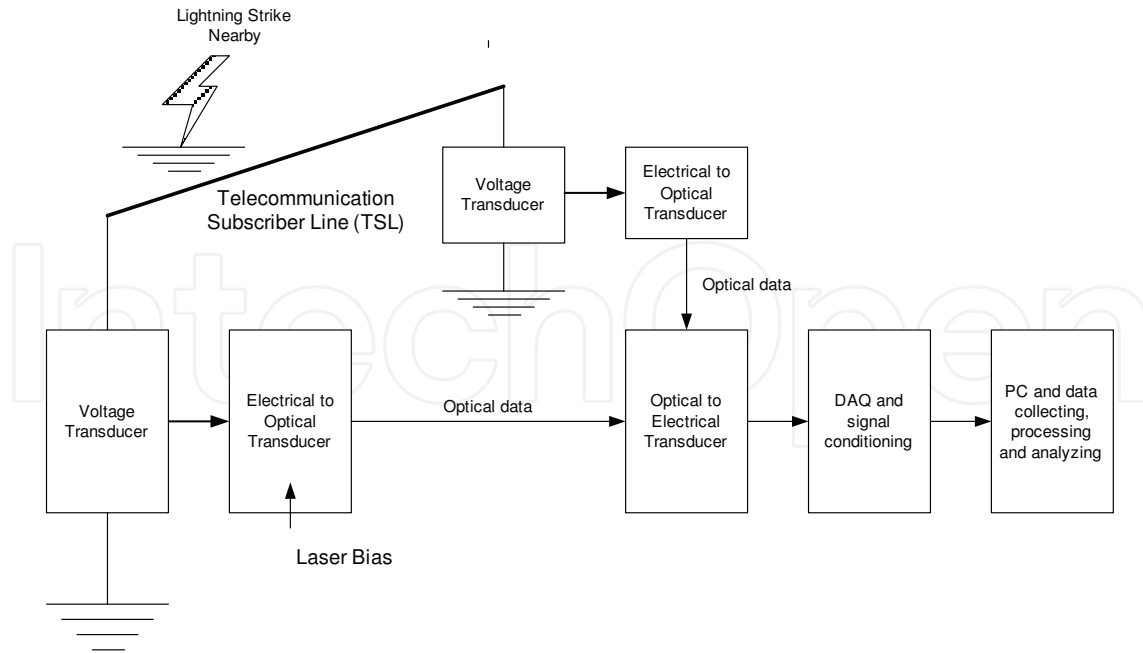 Lightning Strike
Nearby
Telecommunication
Subscriber Line (TSL)
Voltage
Transducer
Electrical to
Optical
Transducer
Optical data
Voltage
Transducer
Electrical to
Optical
Transducer
Optical data
Optical to
Electrical
Transducer
DAQ and
signal
conditioning
PC and data
collecting,
processing
and analyzing
Laser Bias
IntechOpen